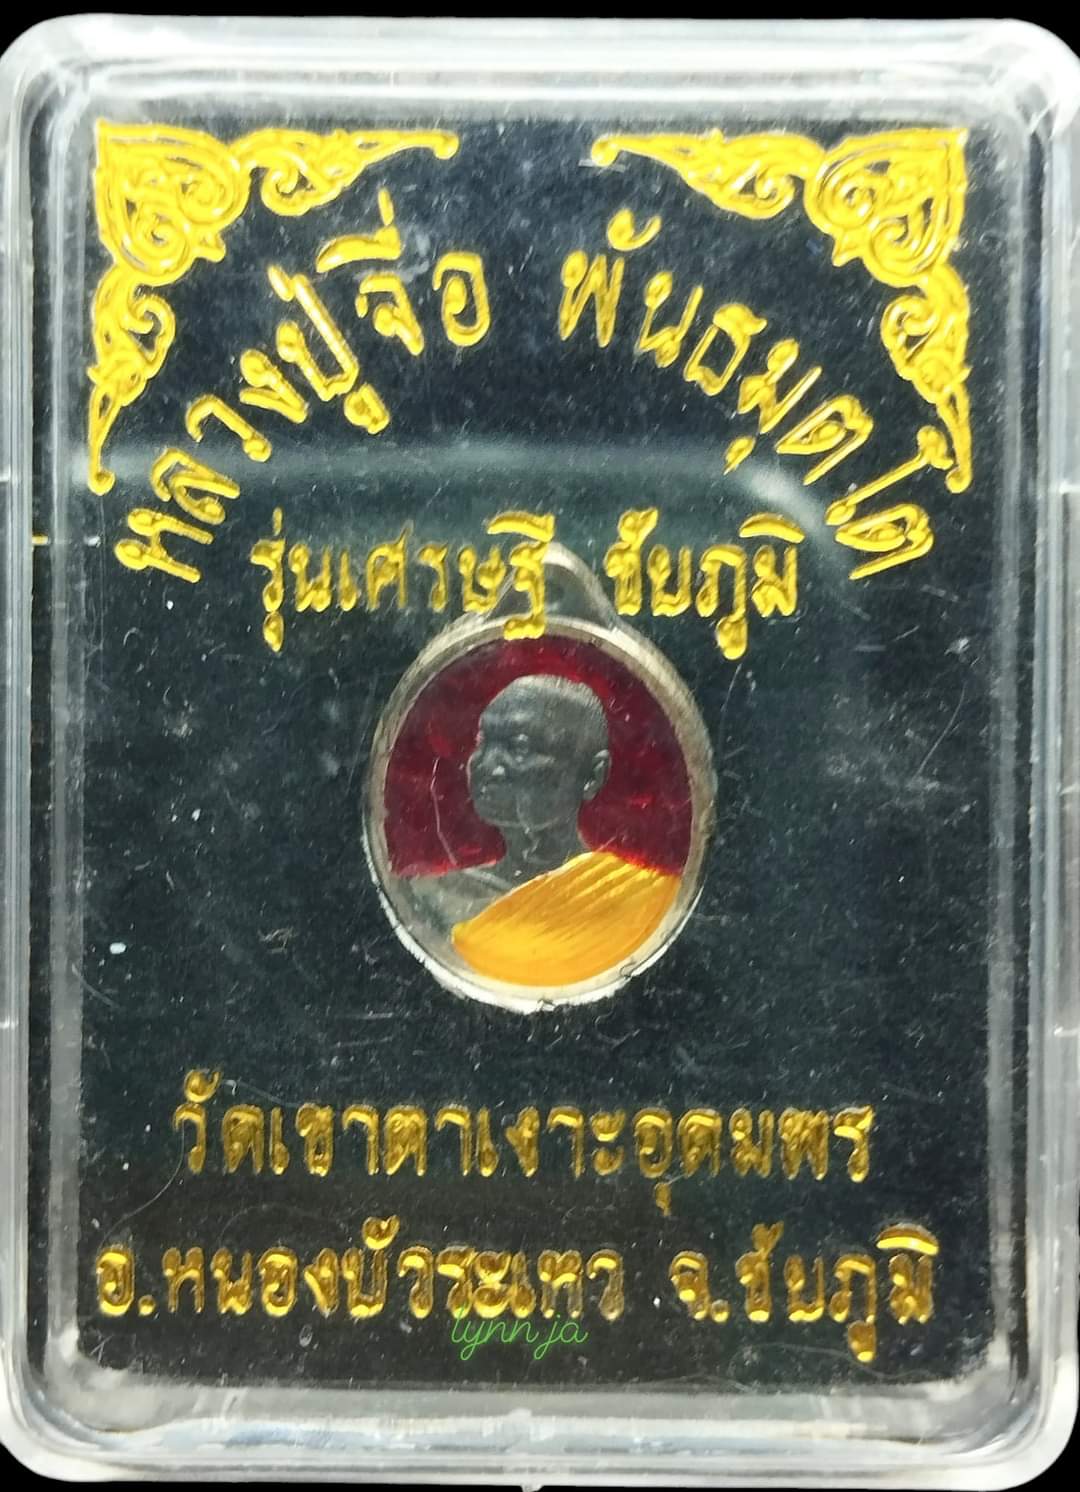 หลวงปู่จื่อ พันธมุตโต
รุ่นเศรษฐี ชัยภูมิ
วัดเขาตาเงาะอุดมพร
อ.หนองบัวระเหว จ.ชัยภูมิ
lynn ja